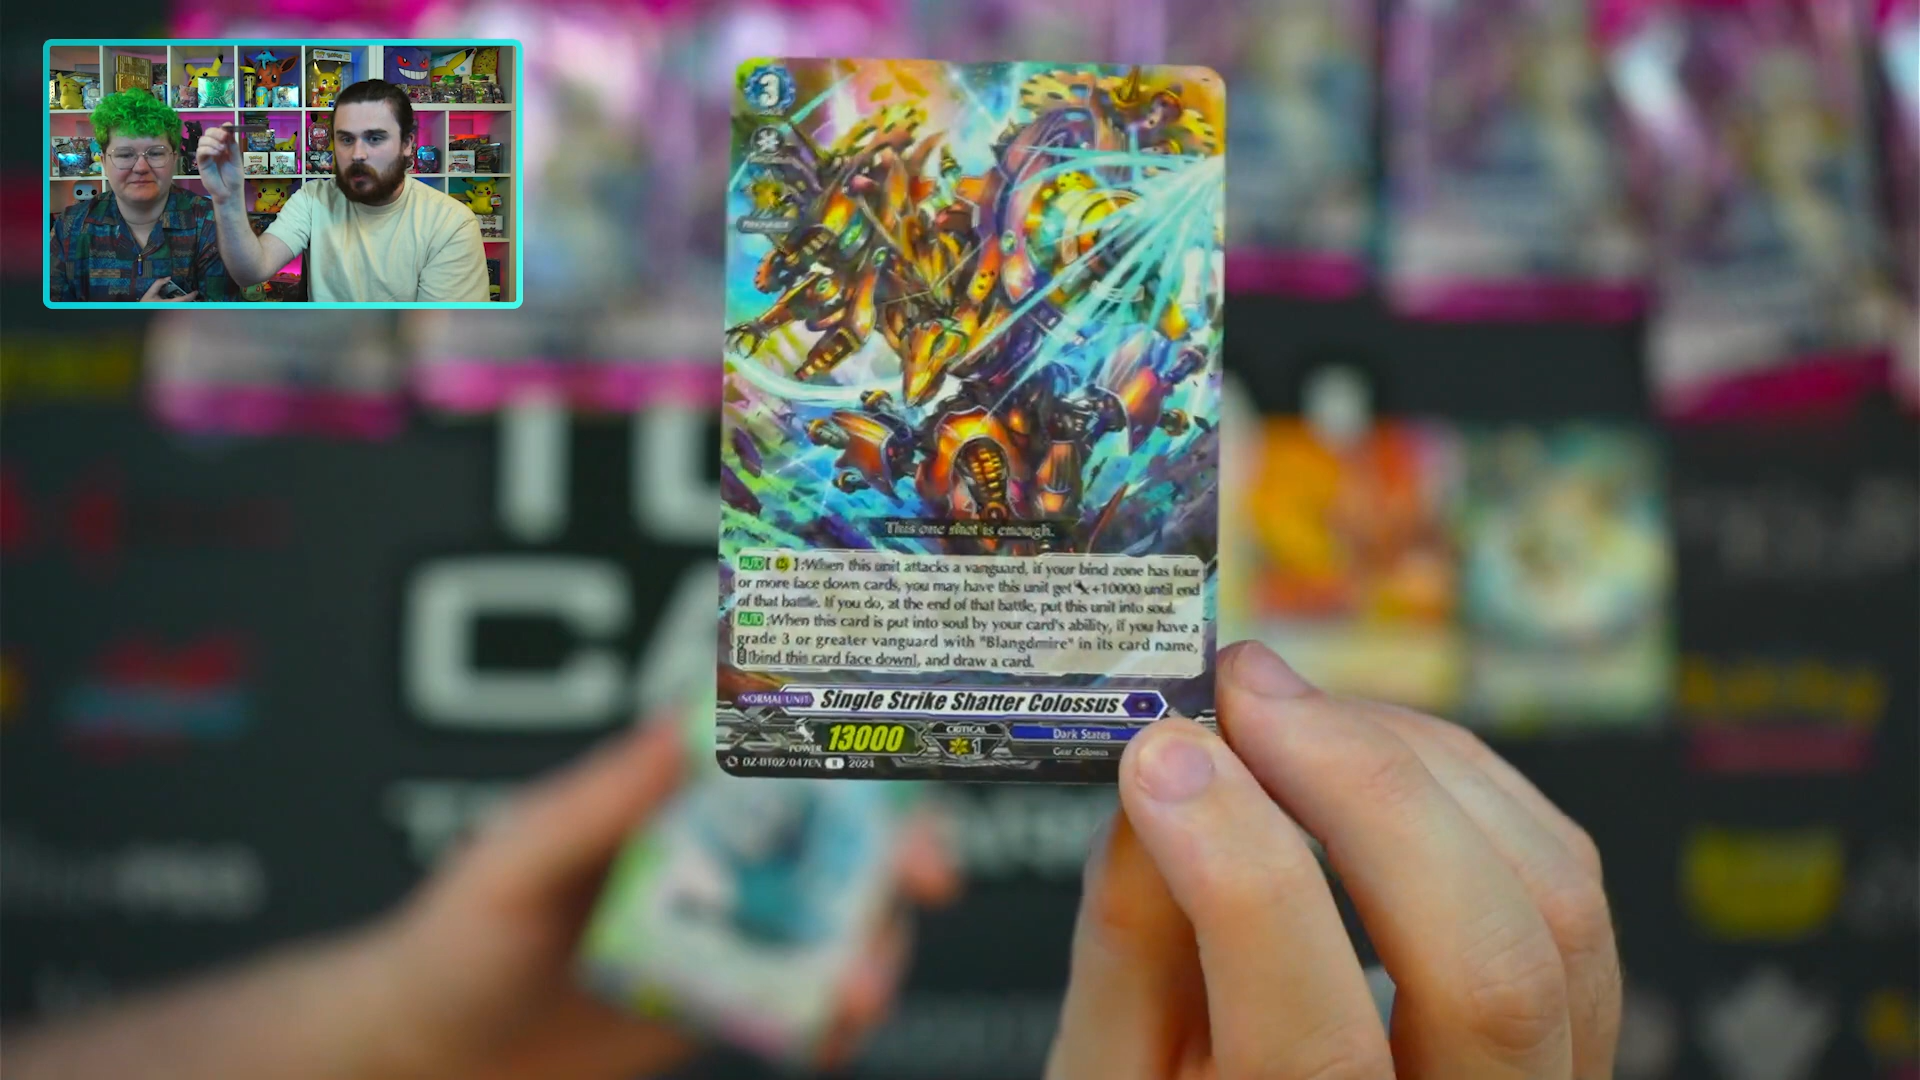 3
This one shot is enough.
AUTO[ ]:When this unit attacks a vanguard, if your bind zone has four
or more face down cards, you may have this unit get +10000 until end
of that battle. If you do, at the end of that battle, put this unit into soul.
AUTO:When this card is put into soul by your card's ability, if you have a
grade 3 or greater vanguard with "Blangdmire" in its card name,
[bind this card face down], and draw a card.
NORMAL UNIT Single Strike Shatter Colossus
POWER 13000 CRITICAL 1 Dark States
Gear Colossus
DZ-BT02/047EN R 2024